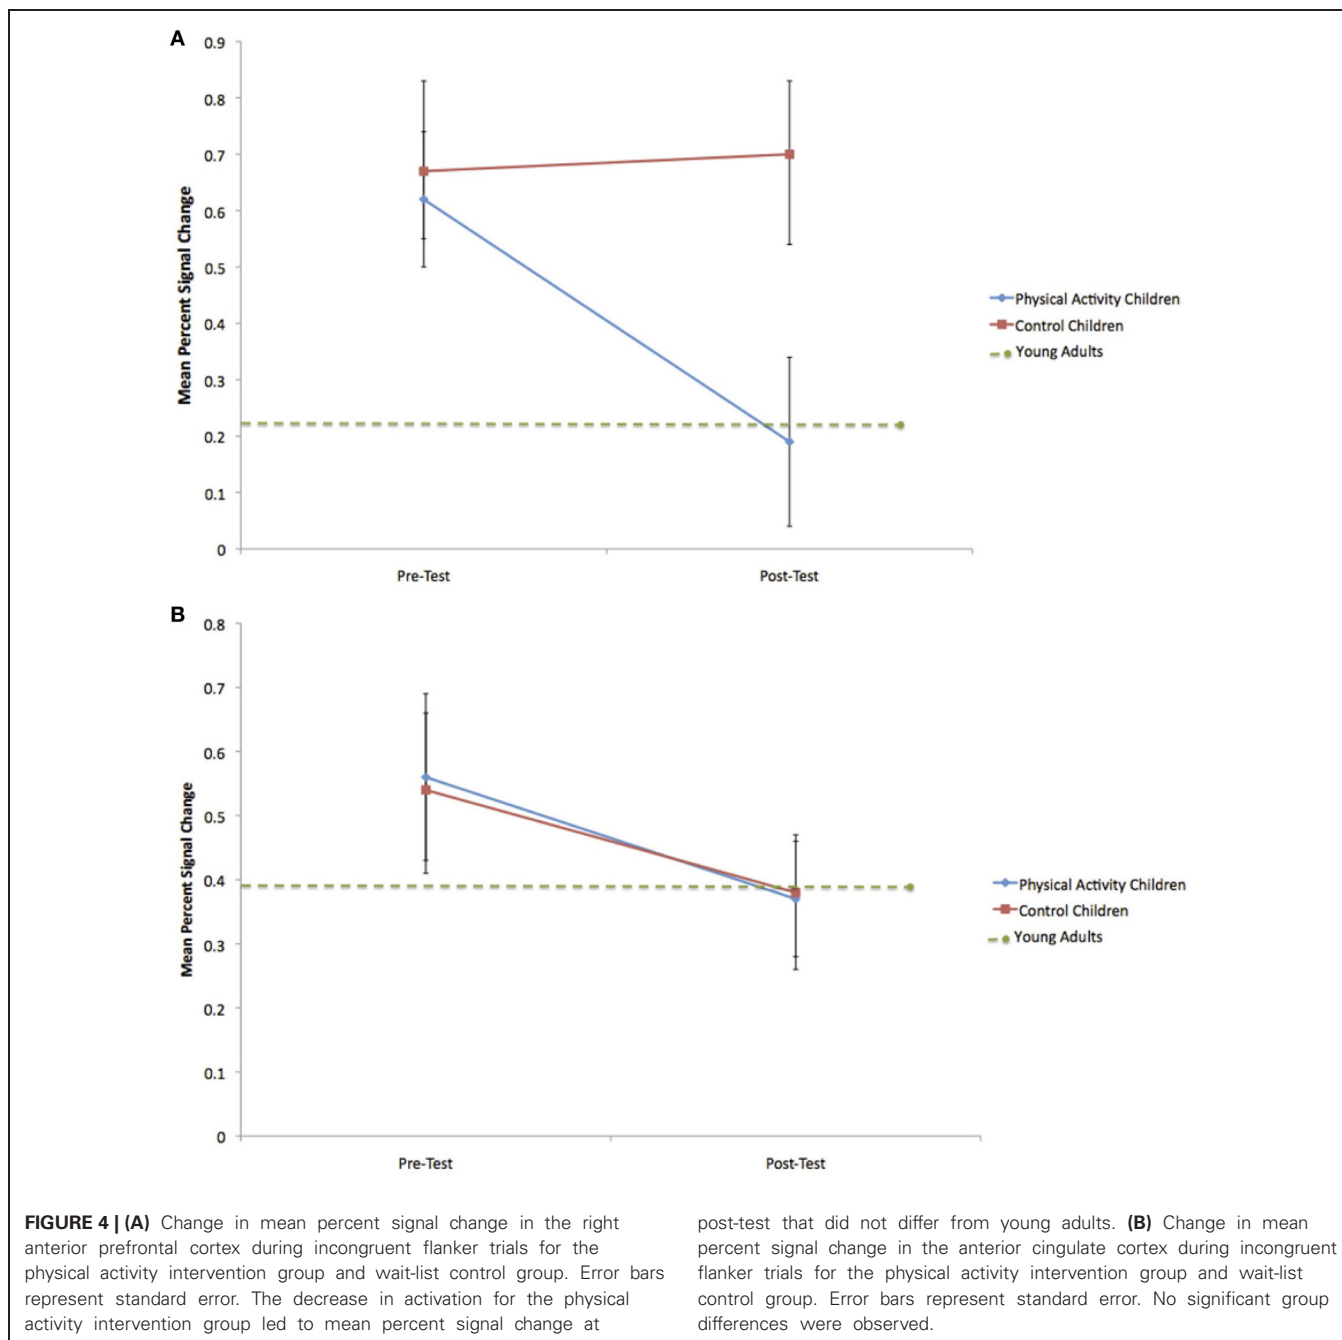 A
0.9
0.8
0.7
0.6
0.5
0.4
0.3
0.2
0.1
0
Mean Percent Signal Change
Pre-Test
Post-Test
Physical Activity Children
Control Children
Young Adults
B
0.8
0.7
0.6
0.5
0.4
0.3
0.2
0.1
0
Mean Percent Signal Change
Pre-Test
Post-Test
Physical Activity Children
Control Children
Young Adults
FIGURE 4 | (A) Change in mean percent signal change in the right
anterior prefrontal cortex during incongruent flanker trials for the
physical activity intervention group and wait-list control group. Error bars
represent standard error. The decrease in activation for the physical
activity intervention group led to mean percent signal change at
post-test that did not differ from young adults. (B) Change in mean
percent signal change in the anterior cingulate cortex during incongruent
flanker trials for the physical activity intervention group and wait-list
control group. Error bars represent standard error. No significant group
differences were observed.